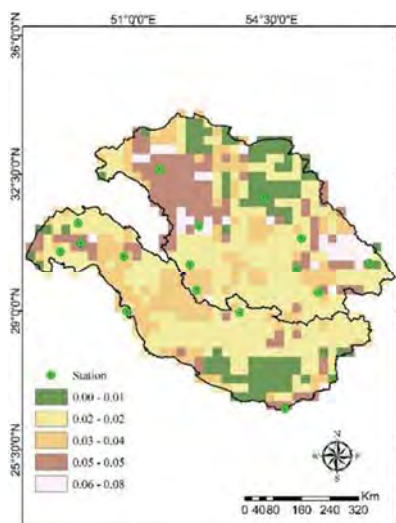 51°0'0"E 54°30'0"E
36°0'0"N
32°30'0"N
29°0'0"N
25°30'0"N
Station
0.00 - 0.01
0.02 - 0.02
0.03 - 0.04
0.05 - 0.05
0.06 - 0.08
N
S
0 40 80 160 240 320
Km